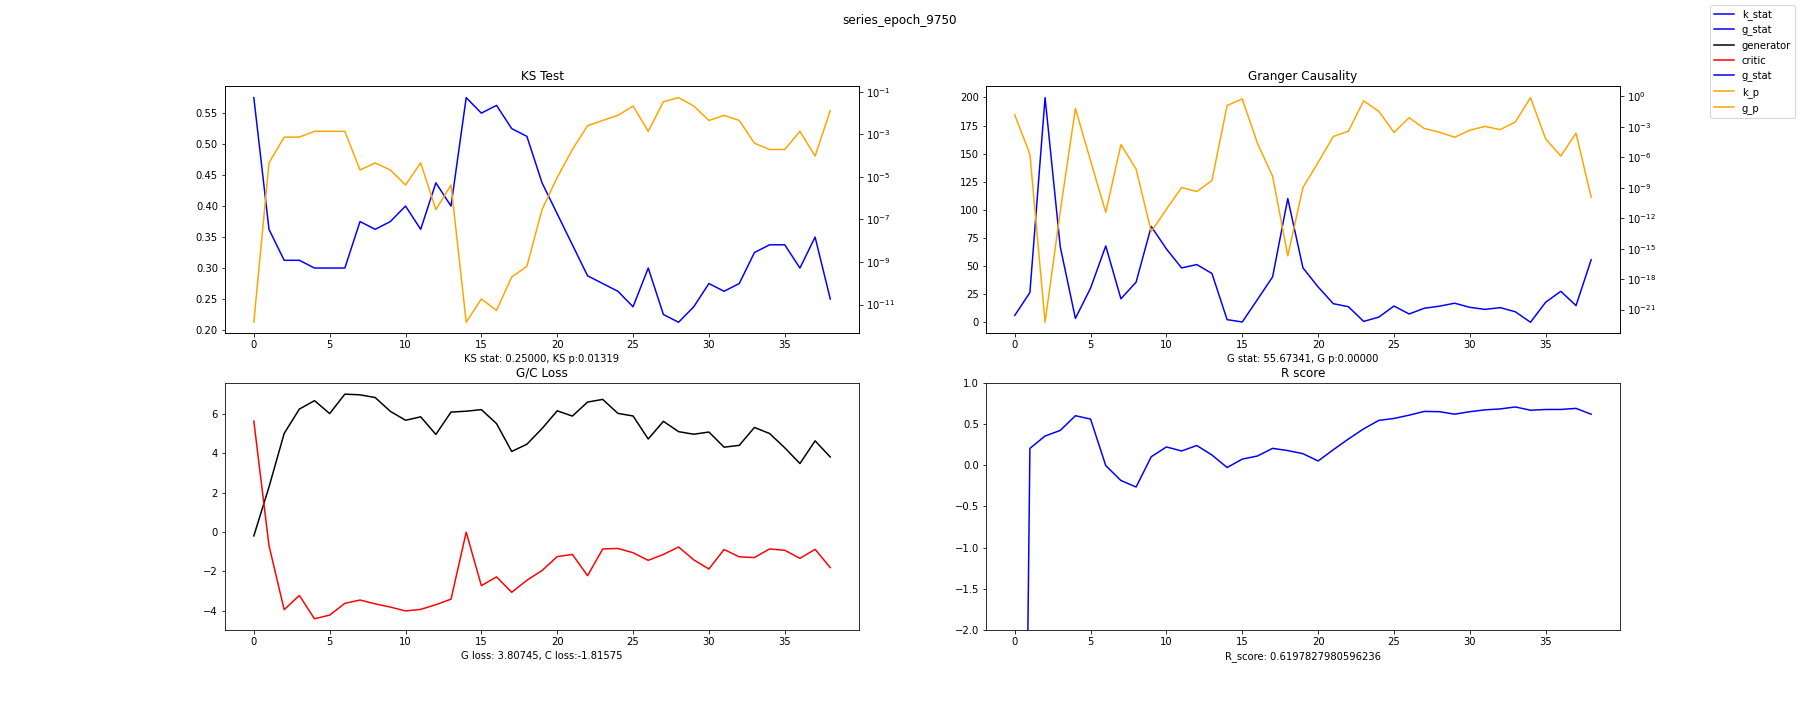 series_epoch_9750
k_stat
g_stat
generator
critic
g_stat
k_p
g_p
KS Test
0.55
0.50
0.45
0.40
0.35
0.30
0.25
0.20
10⁻¹
10⁻³
10⁻⁵
10⁻⁷
10⁻⁹
10⁻¹¹
0 5 10 15 20 25 30 35
KS stat: 0.25000, KS p:0.01319
Granger Causality
200
175
150
125
100
75
50
25
0
10⁰
10⁻³
10⁻⁶
10⁻⁹
10⁻¹²
10⁻¹⁵
10⁻¹⁸
10⁻²¹
0 5 10 15 20 25 30 35
G stat: 55.67341, G p:0.00000
G/C Loss
6
4
2
0
−2
−4
0 5 10 15 20 25 30 35
G loss: 3.80745, C loss:-1.81575
R score
1.0
0.5
0.0
−0.5
−1.0
−1.5
−2.0
0 5 10 15 20 25 30 35
R_score: 0.6197827980596236